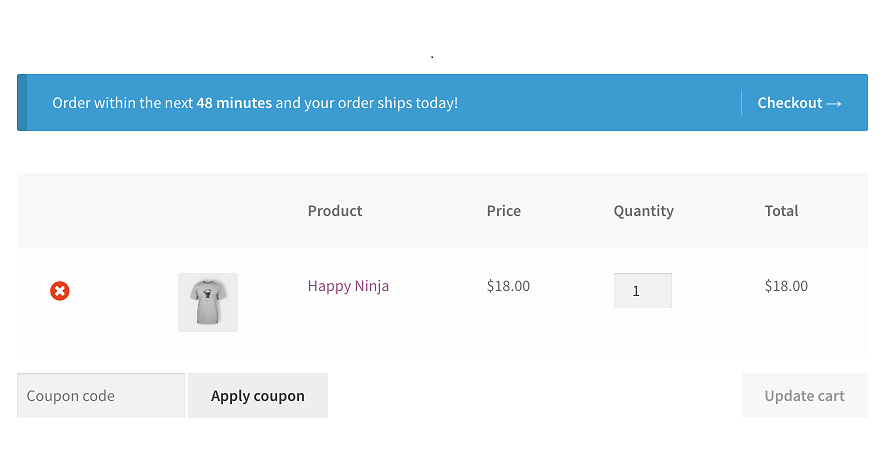 .
Order within the next 48 minutes and your order ships today! Checkout →
Product Price Quantity Total
Happy Ninja $18.00 1 $18.00
Coupon code Apply coupon Update cart